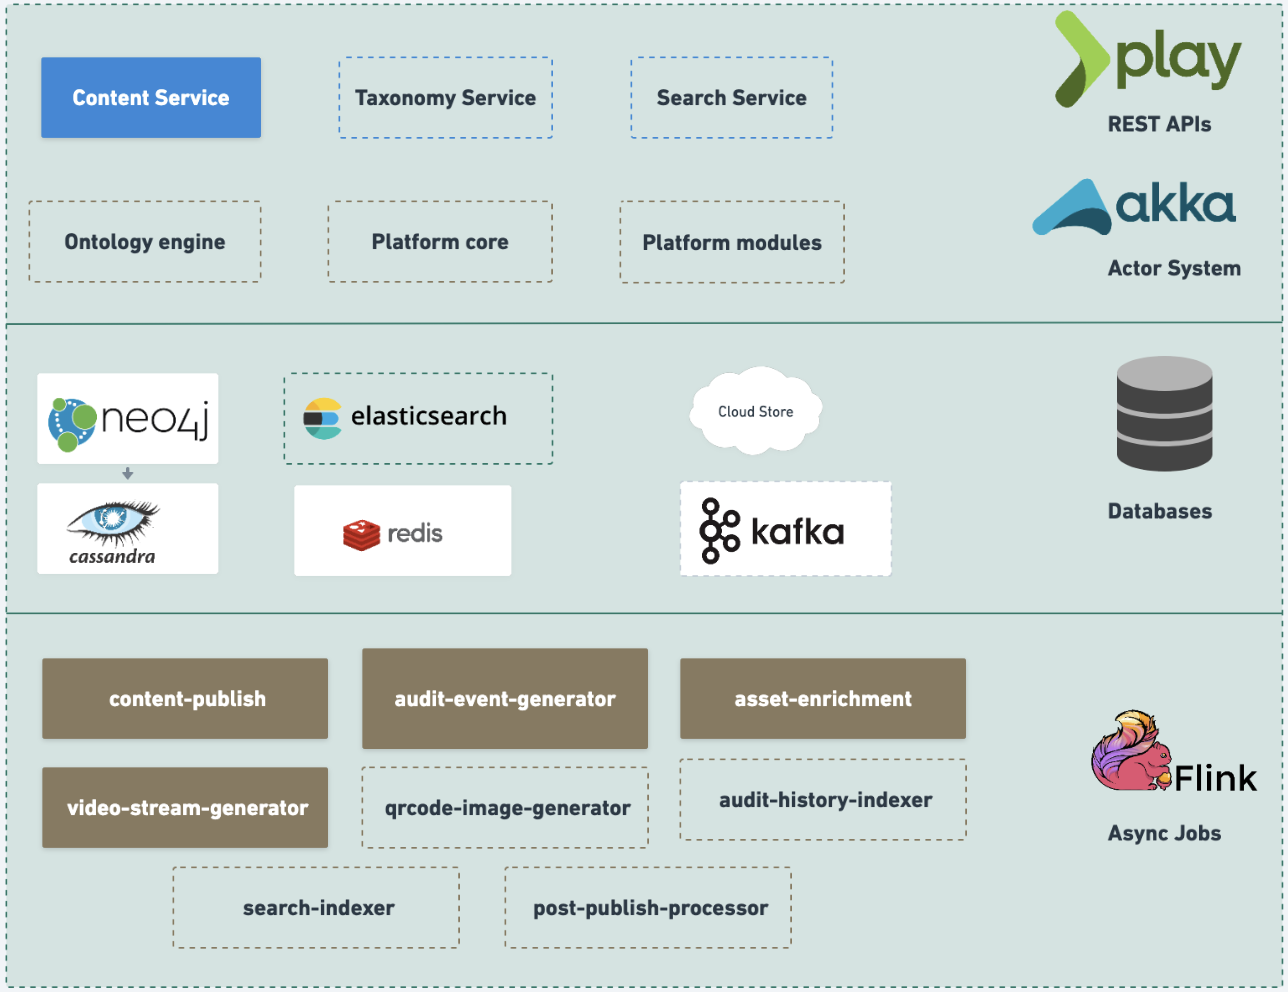 Content Service
Taxonomy Service
Search Service
play
REST APIs
Ontology engine
Platform core
Platform modules
akka
Actor System
neo4j
elasticsearch
Cloud Store
cassandra
redis
kafka
Databases
content-publish
audit-event-generator
asset-enrichment
video-stream-generator
qrcode-image-generator
audit-history-indexer
Flink
Async Jobs
search-indexer
post-publish-processor